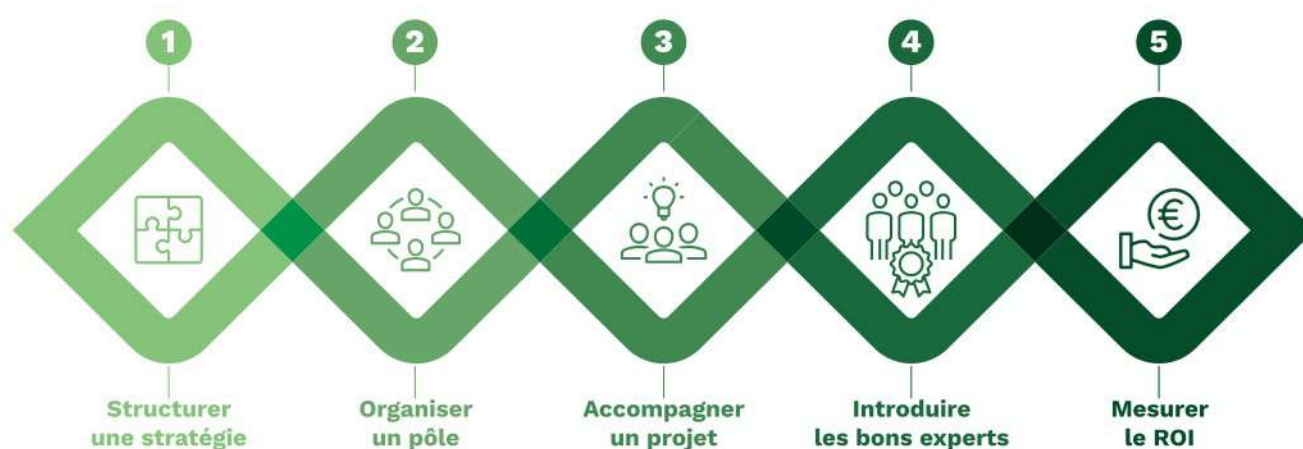 1
2
3
4
5
€
Structurer
une stratégie
Organiser
un pôle
Accompagner
un projet
Introduire
les bons experts
Mesurer
le ROI